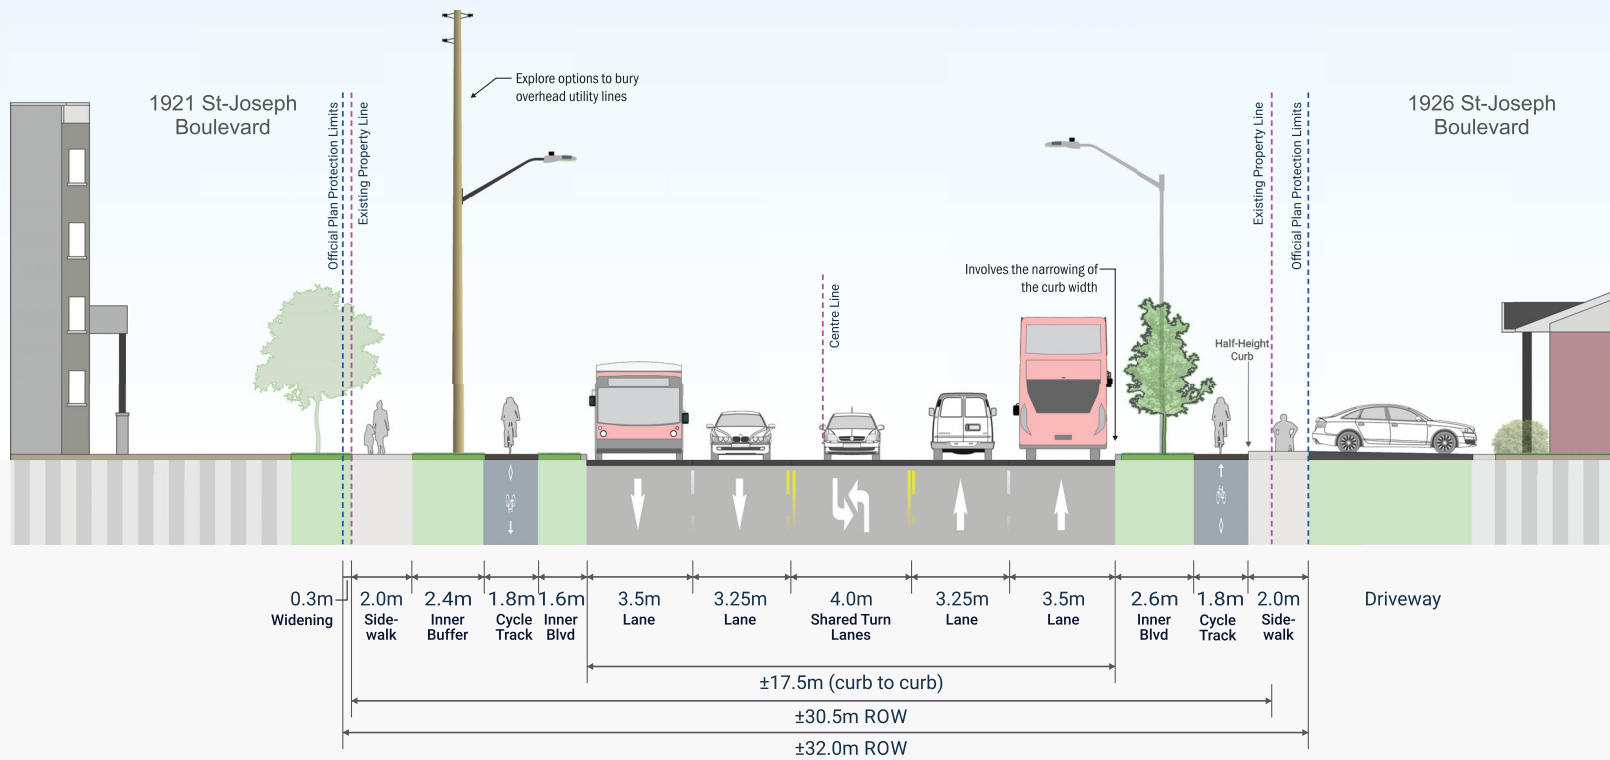 Explore options to bury
overhead utility lines
1921 St-Joseph
Boulevard
1926 St-Joseph
Boulevard
Official Plan Protection Limits
Existing Property Line
Existing Property Line
Official Plan Protection Limits
Involves the narrowing of
the curb width
Centre Line
Half-Height
Curb
0.3m
Widening
2.0m
Side-
walk
2.4m
Inner
Buffer
1.8m
Cycle
Track
1.6m
Inner
Blvd
3.5m
Lane
3.25m
Lane
4.0m
Shared Turn
Lanes
3.25m
Lane
3.5m
Lane
2.6m
Inner
Blvd
1.8m
Cycle
Track
2.0m
Side-
walk
Driveway
±17.5m (curb to curb)
±30.5m ROW
±32.0m ROW